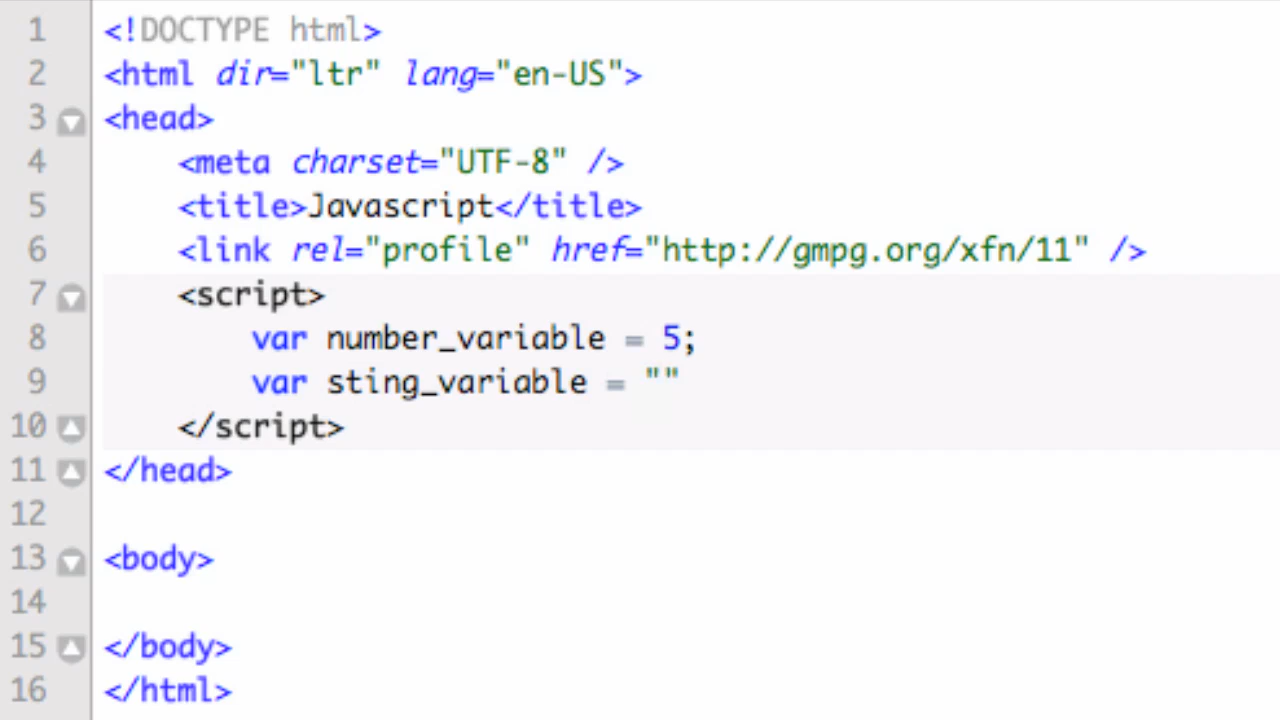 1 <!DOCTYPE html>
2 <html dir="ltr" lang="en-US">
3 <head>
4 <meta charset="UTF-8" />
5 <title>Javascript</title>
6 <link rel="profile" href="http://gmpg.org/xfn/11" />
7 <script>
8 var number_variable = 5;
9 var sting_variable = ""
10 </script>
11 </head>
12
13 <body>
14
15 </body>
16 </html>